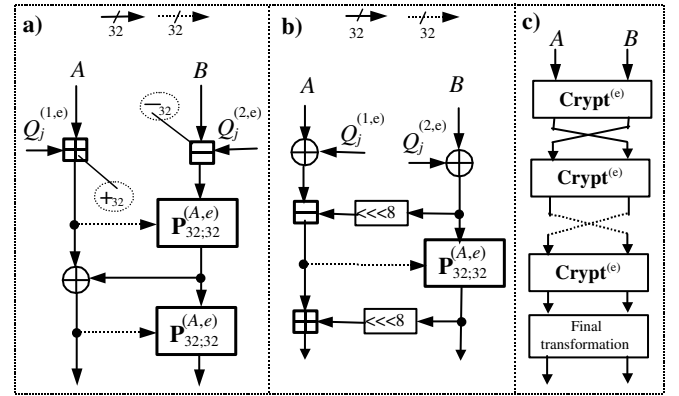 a)
32
32
A
B
Q_j^(1,e)
−32
Q_j^(2,e)
+32
P_32;32^(A,e)
P_32;32^(A,e)
b)
32
32
A
B
Q_j^(1,e)
Q_j^(2,e)
<<<8
P_32;32^(A,e)
<<<8
c)
A
B
Crypt^(e)
Crypt^(e)
Crypt^(e)
Final
transformation